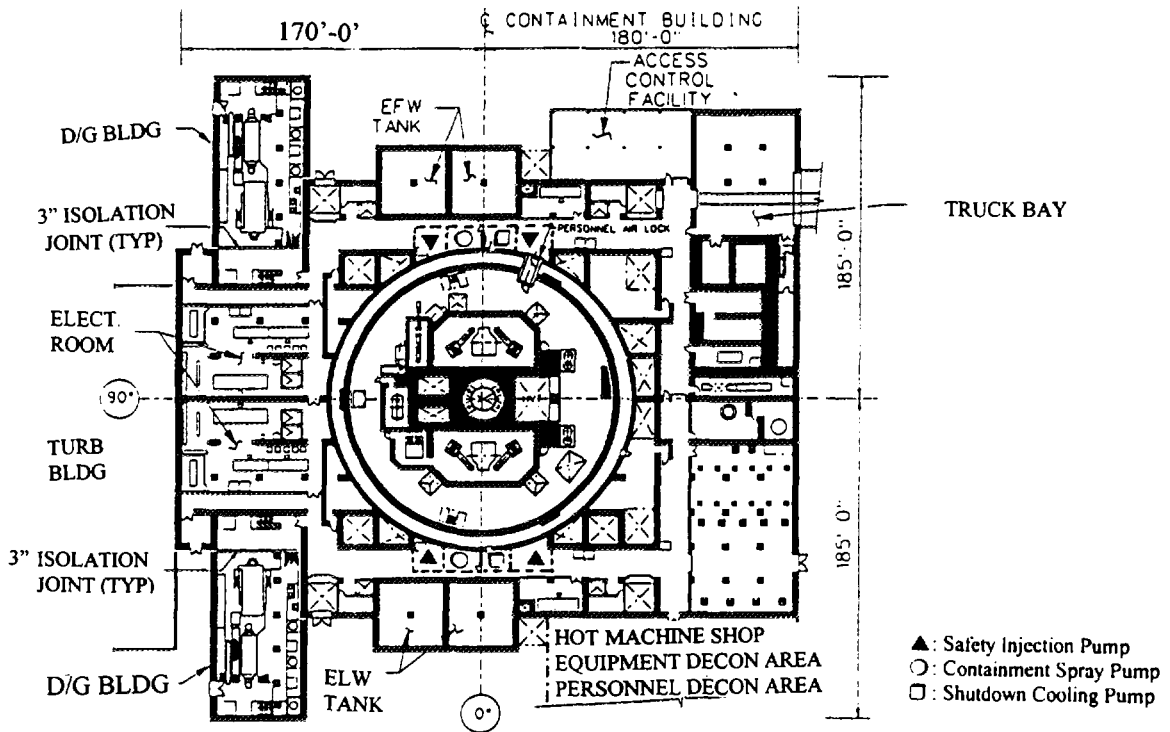 170'-0'
℄ CONTAINMENT BUILDING
180'-0"
ACCESS
CONTROL
FACILITY
EFW
TANK
D/G BLDG
3" ISOLATION
JOINT (TYP)
TRUCK BAY
PERSONNEL AIR LOCK
185' 0"
ELECT.
ROOM
90°
TURB
BLDG
3" ISOLATION
JOINT (TYP)
185' 0"
D/G BLDG
ELW
TANK
0°
HOT MACHINE SHOP
EQUIPMENT DECON AREA
PERSONNEL DECON AREA
▲ : Safety Injection Pump
○ : Containment Spray Pump
□ : Shutdown Cooling Pump